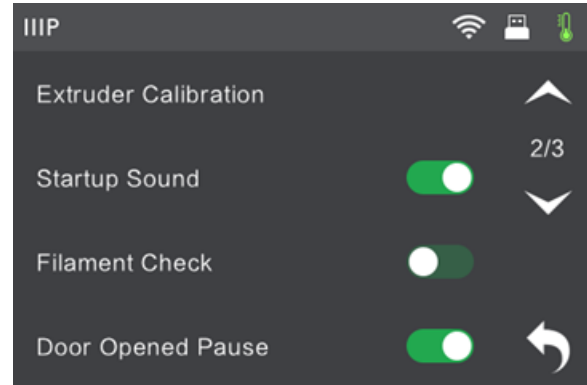 IIIP
Extruder Calibration
2/3
Startup Sound
Filament Check
Door Opened Pause